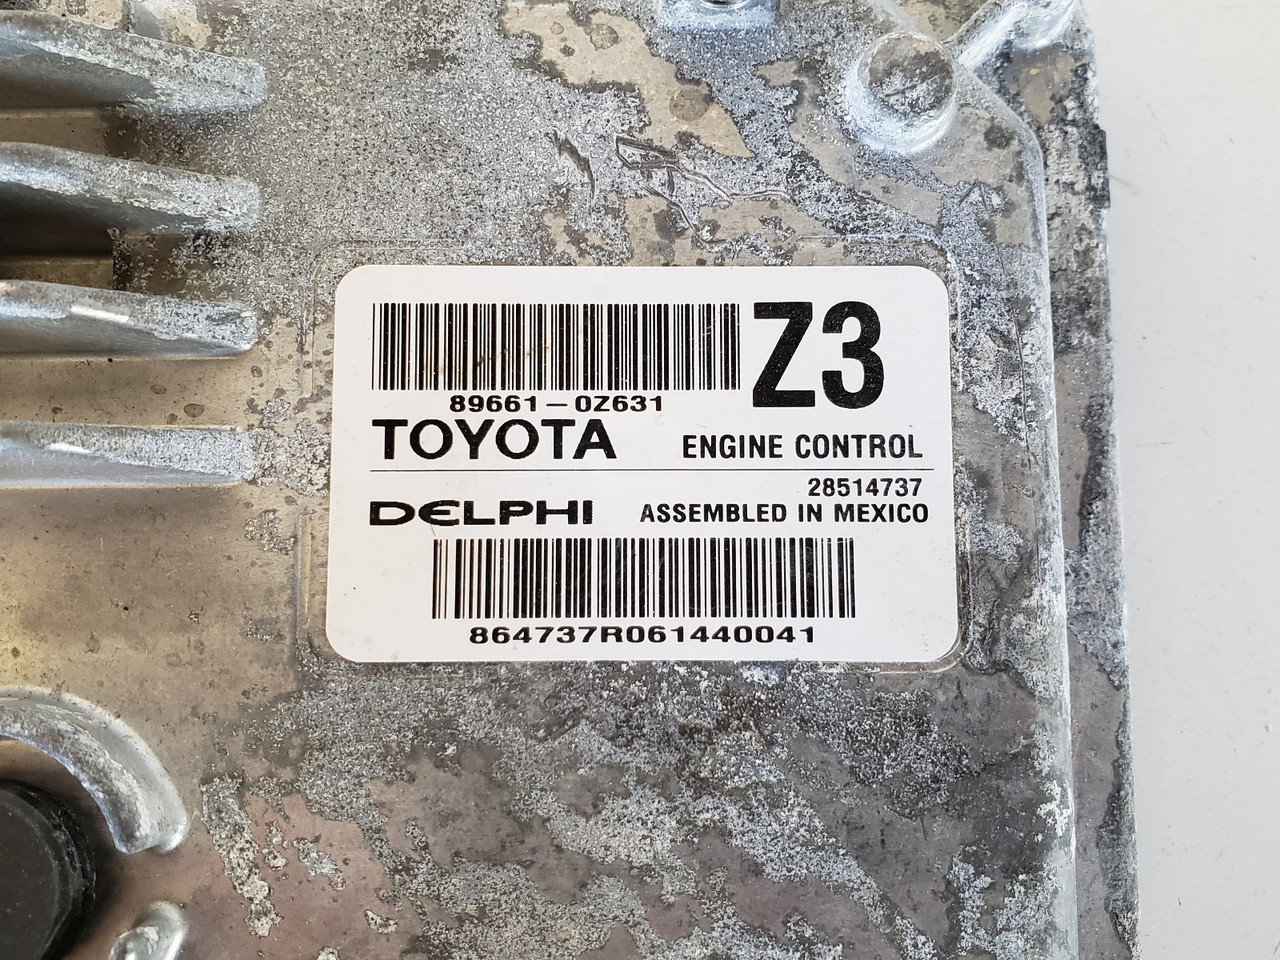 Z3
89661-0Z631
TOYOTA ENGINE CONTROL
28514737
DELPHI ASSEMBLED IN MEXICO
864737R061440041